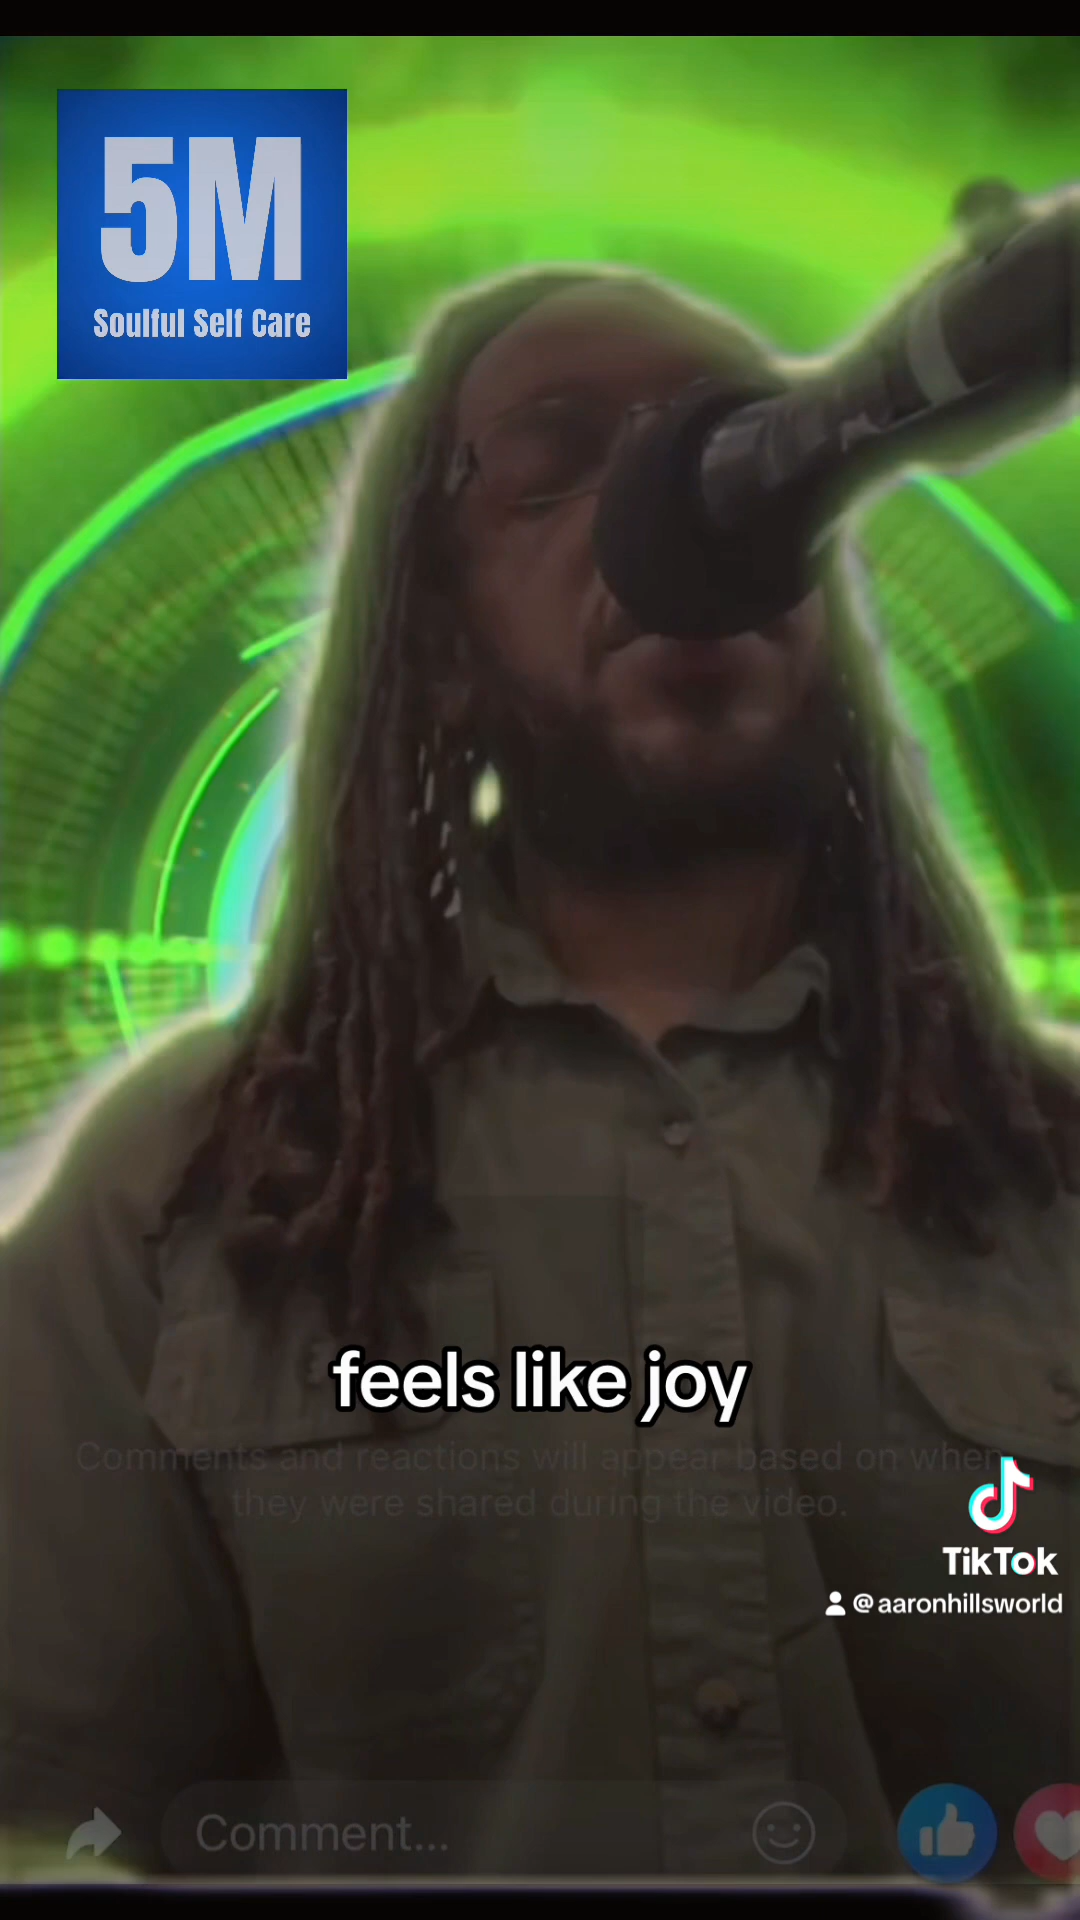 5M
Soulful Self Care
feels like joy
Comments and reactions will appear based on when
they were shared during the video.
TikTok
@aaronhillsworld
Comment...